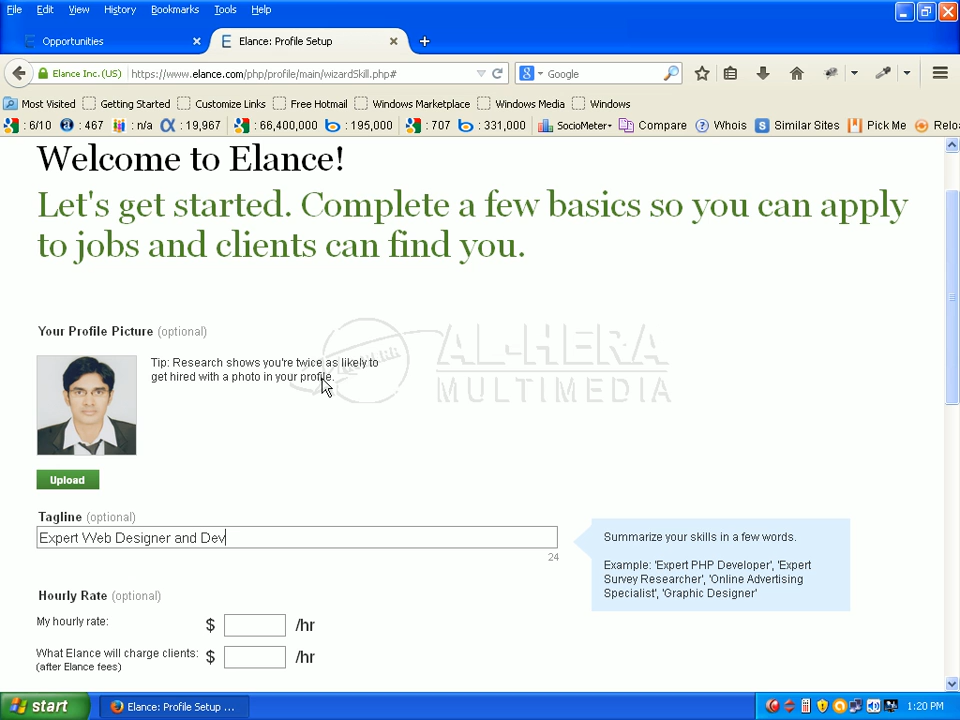 File Edit View History Bookmarks Tools Help
Opportunities Elance: Profile Setup
Elance Inc. (US) https://www.elance.com/php/profile/main/wizardSkill.php# Google
Most Visited Getting Started Customize Links Free Hotmail Windows Marketplace Windows Media Windows
: 6/10 : 467 : n/a : 19,967 : 66,400,000 : 195,000 : 707 : 331,000 SocioMeter Compare Whois Similar Sites Pick Me Relo
Welcome to Elance!
Let's get started. Complete a few basics so you can apply
to jobs and clients can find you.
Your Profile Picture (optional)
Tip: Research shows you're twice as likely to
get hired with a photo in your profile.
AL-HERA
MULTIMEDIA
Upload
Tagline (optional)
Expert Web Designer and Dev
24
Summarize your skills in a few words.
Example: 'Expert PHP Developer', 'Expert
Survey Researcher', 'Online Advertising
Specialist', 'Graphic Designer'
Hourly Rate (optional)
My hourly rate: $ /hr
What Elance will charge clients: $ /hr
(after Elance fees)
start Elance: Profile Setup ... 1:20 PM